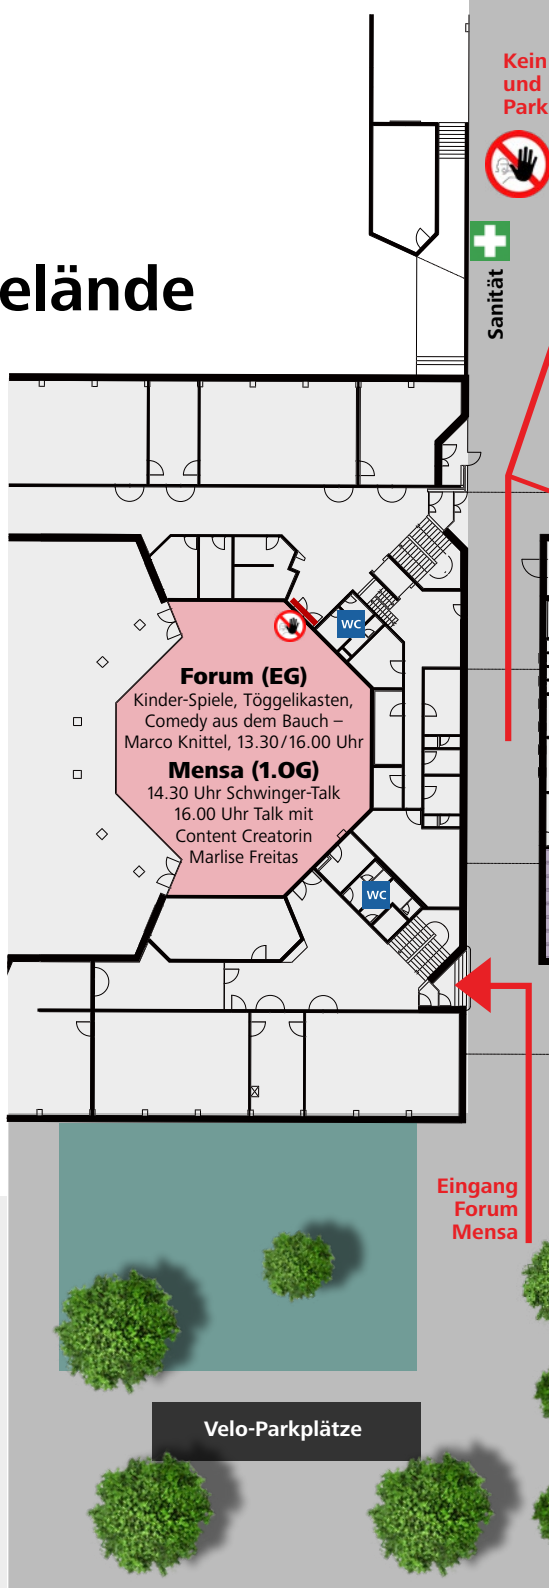 Kein
und
Park
Sanität
elände
WC
Forum (EG)
Kinder-Spiele, Töggelikasten,
Comedy aus dem Bauch –
Marco Knittel, 13.30/16.00 Uhr
Mensa (1.OG)
14.30 Uhr Schwinger-Talk
16.00 Uhr Talk mit
Content Creatorin
Marlise Freitas
WC
Eingang
Forum
Mensa
Velo-Parkplätze